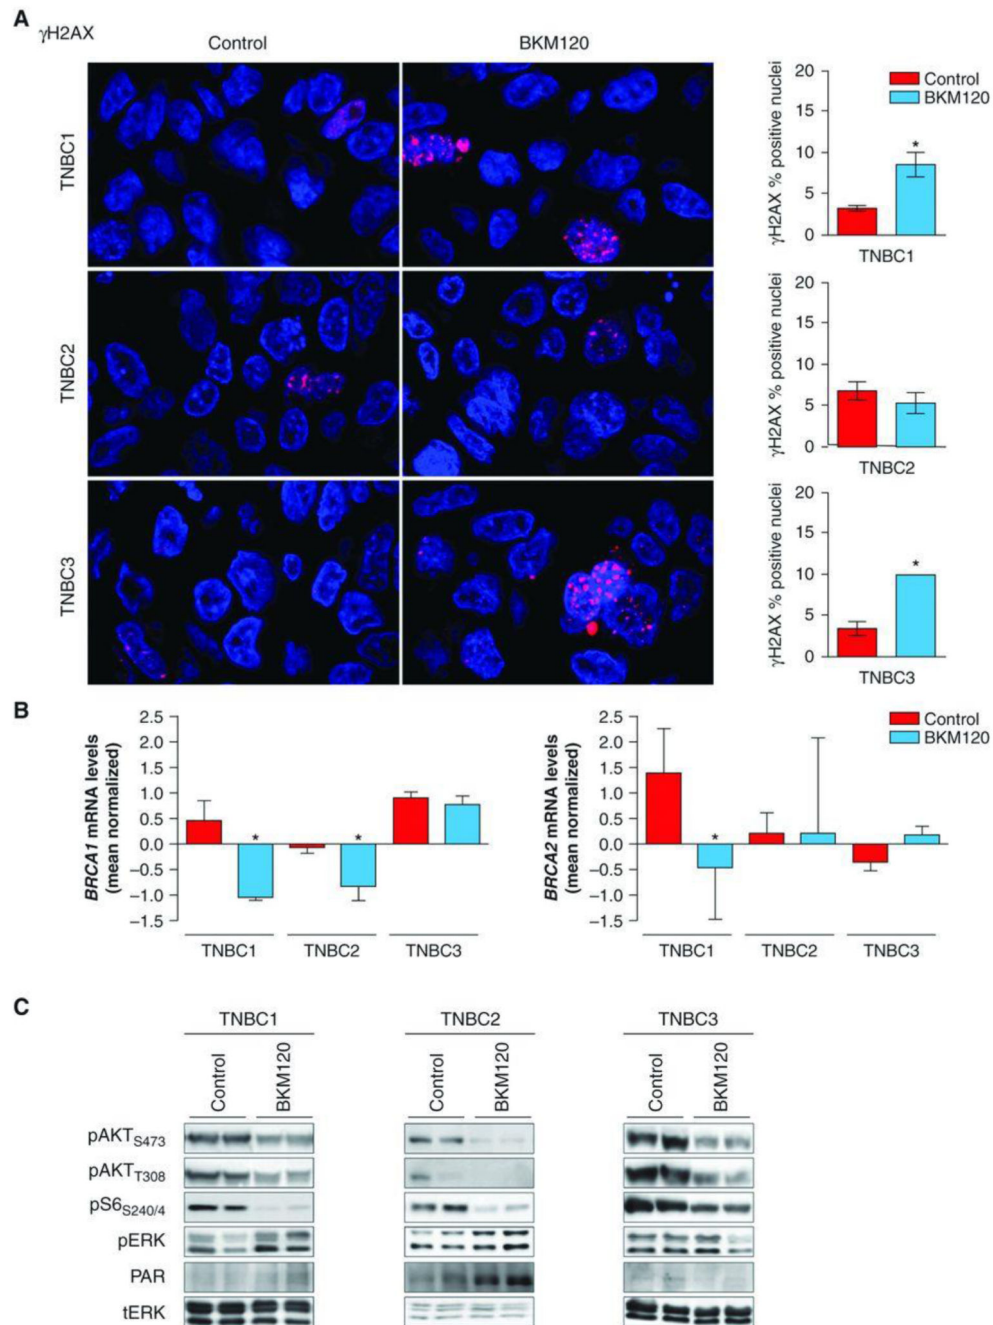 A
γH2AX
Control
BKM120
TNBC1
TNBC2
TNBC3
γH2AX % positive nuclei
20
15
10
5
0
Control
BKM120
*
TNBC1
γH2AX % positive nuclei
20
15
10
5
0
TNBC2
γH2AX % positive nuclei
20
15
10
5
0
*
TNBC3
B
BRCA1 mRNA levels
(mean normalized)
2.5
2.0
1.5
1.0
0.5
0.0
−0.5
−1.0
−1.5
*
*
TNBC1
TNBC2
TNBC3
BRCA2 mRNA levels
(mean normalized)
2.5
2.0
1.5
1.0
0.5
0.0
−0.5
−1.0
−1.5
*
TNBC1
TNBC2
TNBC3
Control
BKM120
C
TNBC1
TNBC2
TNBC3
Control
BKM120
Control
BKM120
Control
BKM120
pAKTS473
pAKTT308
pS6S240/4
pERK
PAR
tERK